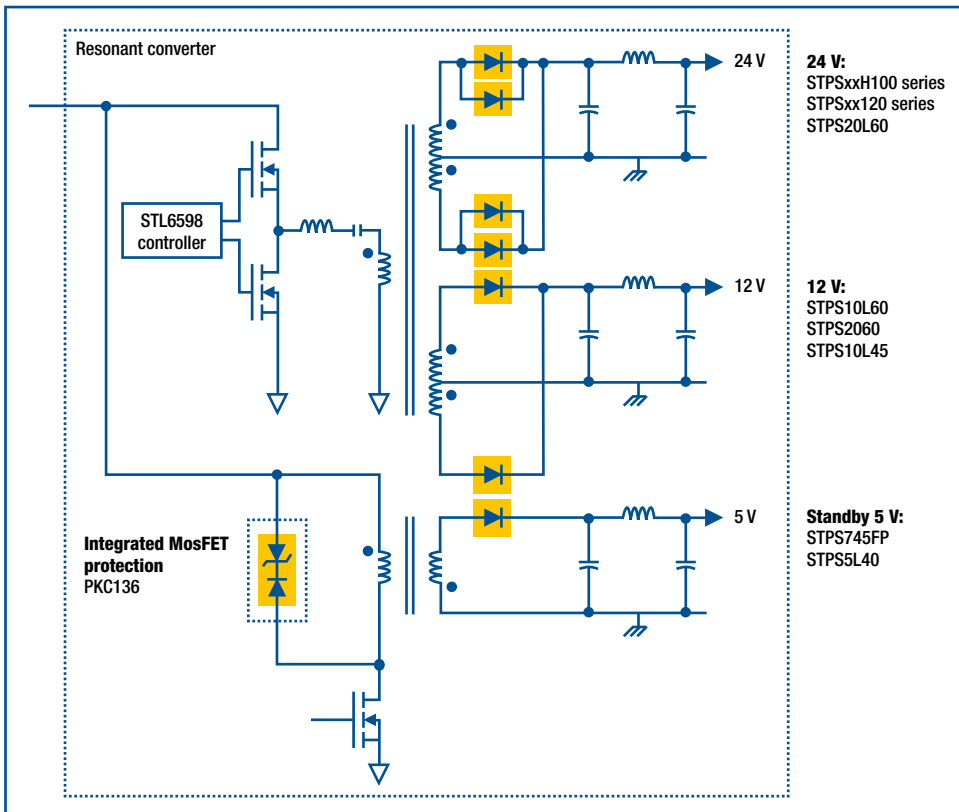 Resonant converter
STL6598
controller
24 V
24 V:
STPSxxH100 series
STPSxx120 series
STPS20L60
12 V
12 V:
STPS10L60
STPS2060
STPS10L45
Integrated MosFET
protection
PKC136
5 V
Standby 5 V:
STPS745FP
STPS5L40